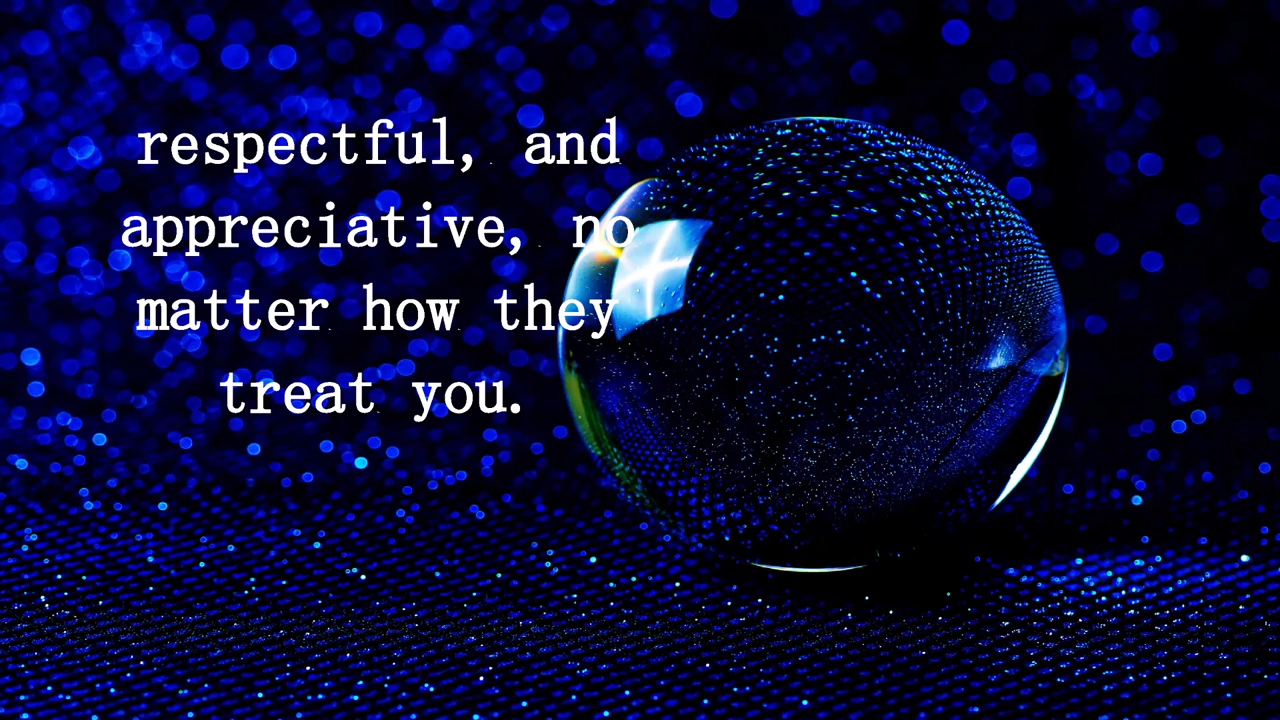 respectful, and
appreciative, no
matter how they
treat you.